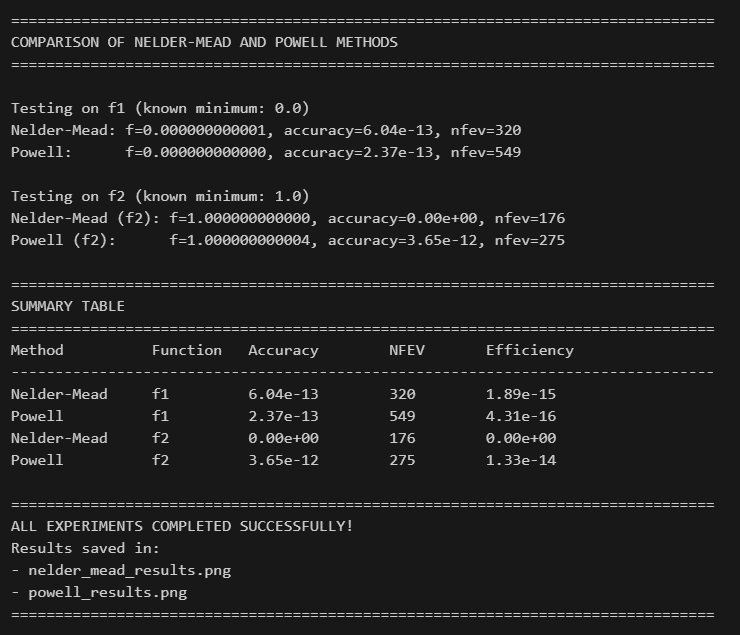 ================================================================================
COMPARISON OF NELDER-MEAD AND POWELL METHODS
================================================================================
Testing on f1 (known minimum: 0.0)
Nelder-Mead: f=0.000000000001, accuracy=6.04e-13, nfev=320
Powell:      f=0.000000000000, accuracy=2.37e-13, nfev=549
Testing on f2 (known minimum: 1.0)
Nelder-Mead (f2): f=1.000000000000, accuracy=0.00e+00, nfev=176
Powell (f2):      f=1.000000000004, accuracy=3.65e-12, nfev=275
================================================================================
SUMMARY TABLE
================================================================================
Method          Function   Accuracy        NFEV       Efficiency
--------------------------------------------------------------------------------
Nelder-Mead     f1         6.04e-13        320        1.89e-15
Powell          f1         2.37e-13        549        4.31e-16
Nelder-Mead     f2         0.00e+00        176        0.00e+00
Powell          f2         3.65e-12        275        1.33e-14
================================================================================
ALL EXPERIMENTS COMPLETED SUCCESSFULLY!
Results saved in:
- nelder_mead_results.png
- powell_results.png
================================================================================